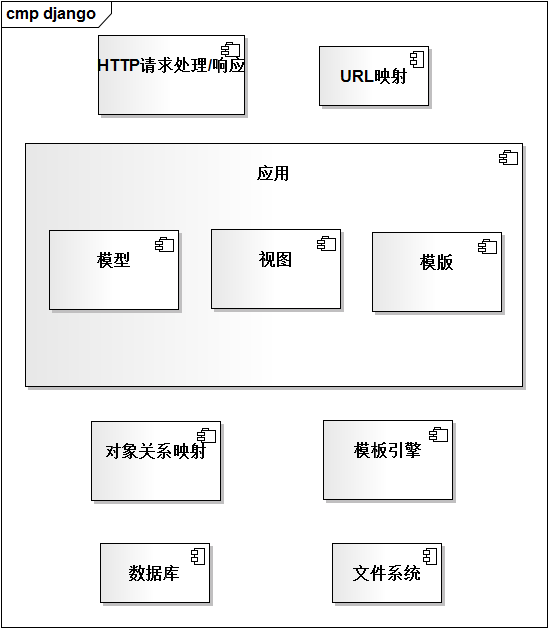 cmp django
HTTP请求处理/响应
URL映射
应用
模型
视图
模版
对象关系映射
模板引擎
数据库
文件系统